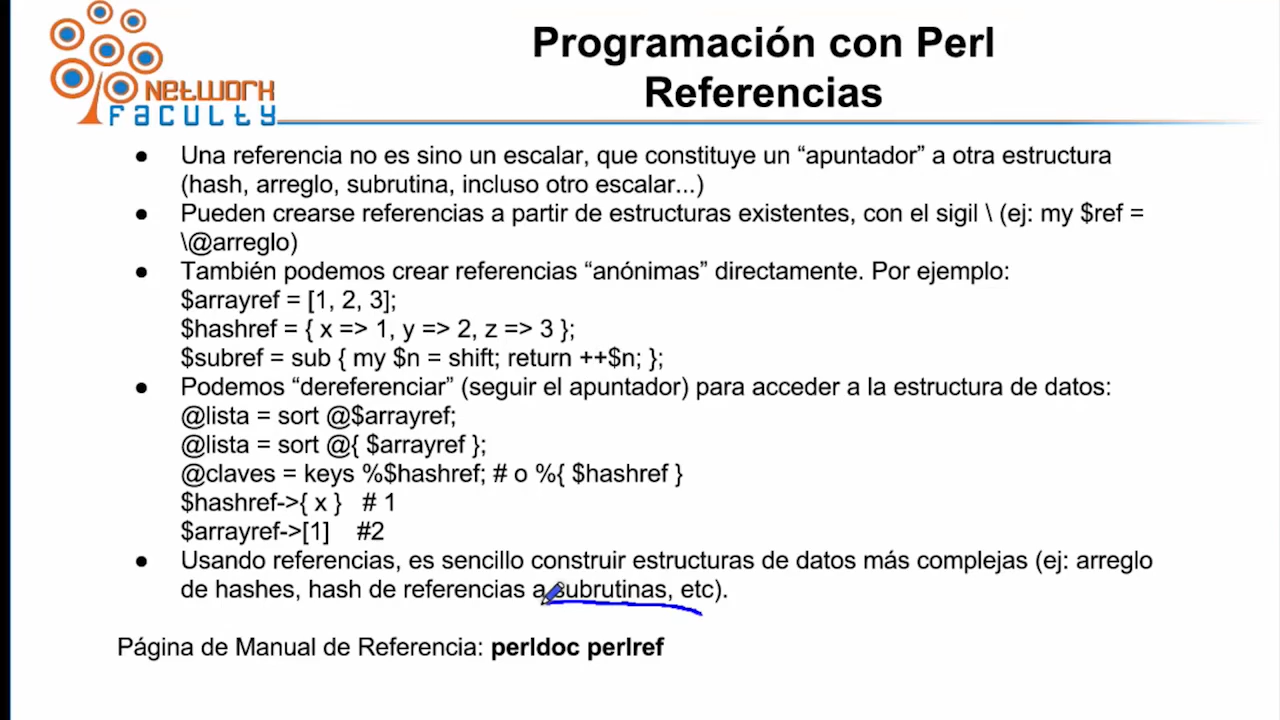 Programación con Perl
Referencias
NetWork
Faculty
● Una referencia no es sino un escalar, que constituye un “apuntador” a otra estructura
(hash, arreglo, subrutina, incluso otro escalar...)
● Pueden crearse referencias a partir de estructuras existentes, con el sigil \ (ej: my $ref =
\@arreglo)
● También podemos crear referencias “anónimas” directamente. Por ejemplo:
$arrayref = [1, 2, 3];
$hashref = { x => 1, y => 2, z => 3 };
$subref = sub { my $n = shift; return ++$n; };
● Podemos “dereferenciar” (seguir el apuntador) para acceder a la estructura de datos:
@lista = sort @$arrayref;
@lista = sort @{ $arrayref };
@claves = keys %$hashref; # o %{ $hashref }
$hashref->{ x } # 1
$arrayref->[1] #2
● Usando referencias, es sencillo construir estructuras de datos más complejas (ej: arreglo
de hashes, hash de referencias a subrutinas, etc).
Página de Manual de Referencia: perldoc perlref